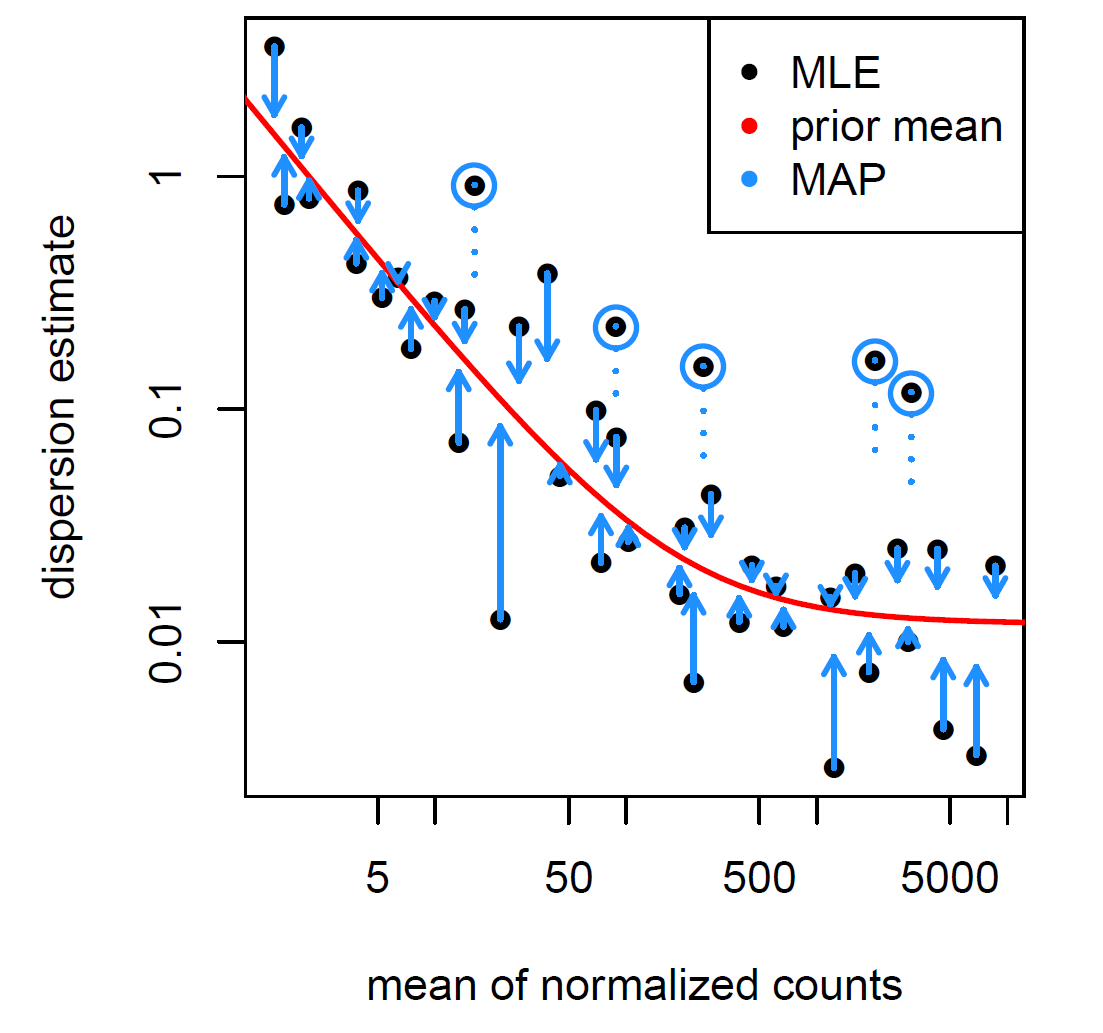 MLE
prior mean
MAP
dispersion estimate
1
0.1
0.01
5
50
500
5000
mean of normalized counts